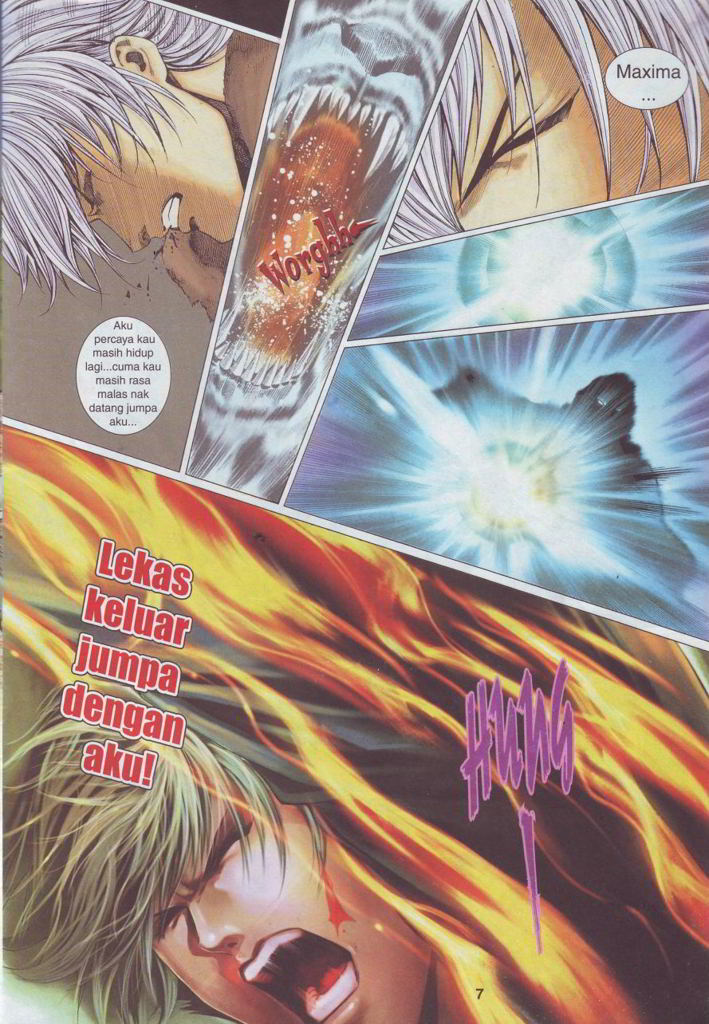 Maxima
...
Worghh
Aku
percaya kau
masih hidup
lagi...cuma kau
masih rasa
malas nak
datang jumpa
aku...
Lekas
keluar
jumpa
dengan
aku!
HUUU
7